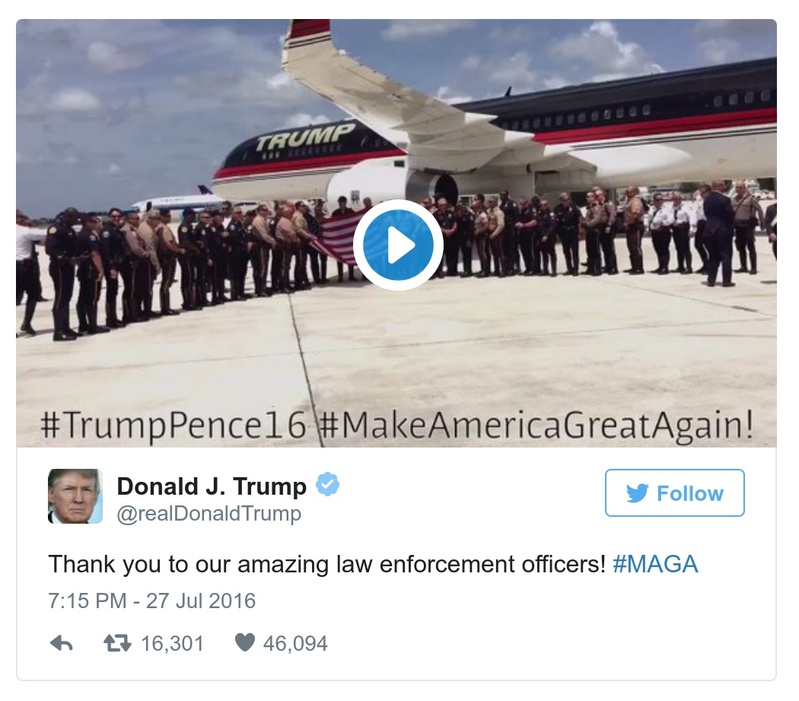 TRUMP
#TrumpPence16 #MakeAmericaGreatAgain!
Donald J. Trump
@realDonaldTrump
Follow
Thank you to our amazing law enforcement officers! #MAGA
7:15 PM - 27 Jul 2016
16,301
46,094